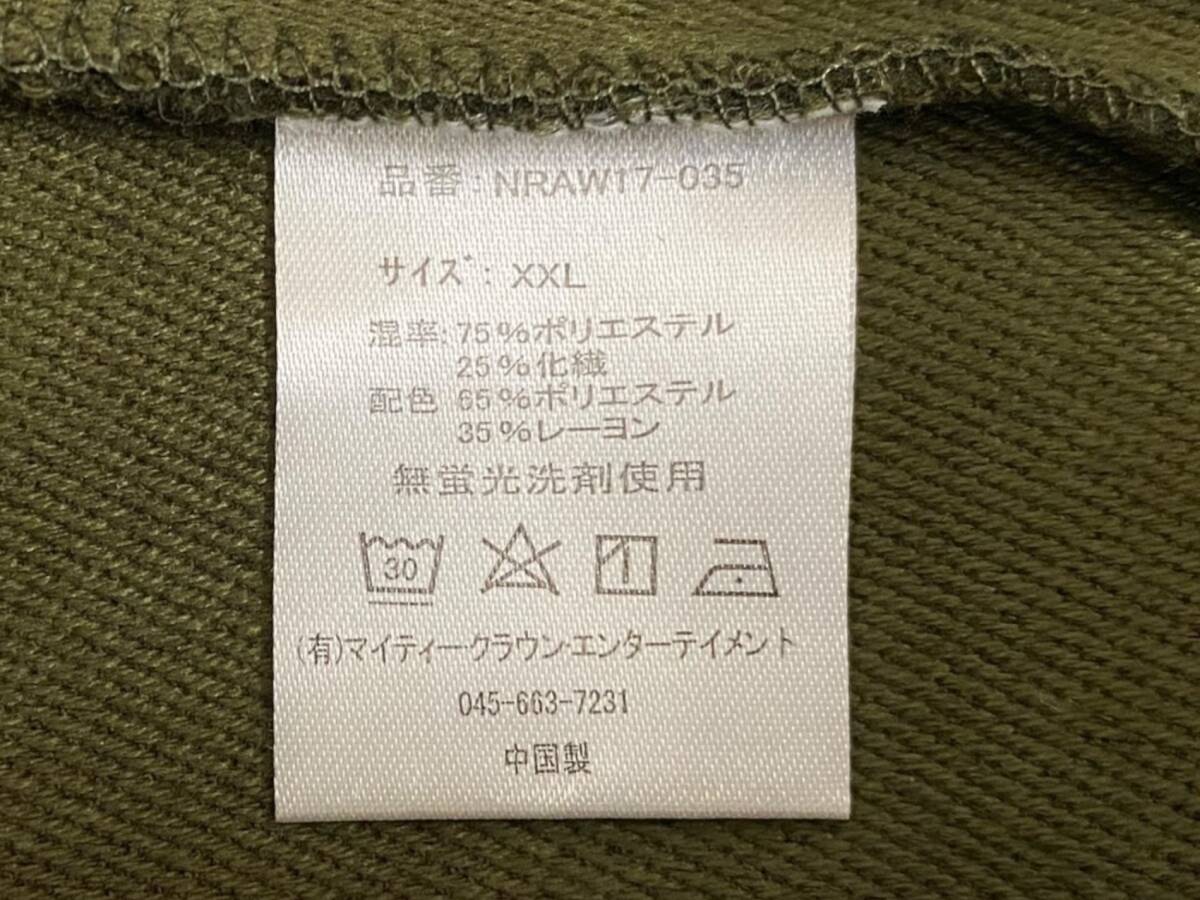 品番:NRAW17-035
サイズ:XXL
混率:75%ポリエステル
25%化繊
配色 65%ポリエステル
35%レーヨン
無蛍光洗剤使用
30
(有)マイティークラウン・エンターテイメント
045-663-7231
中国製